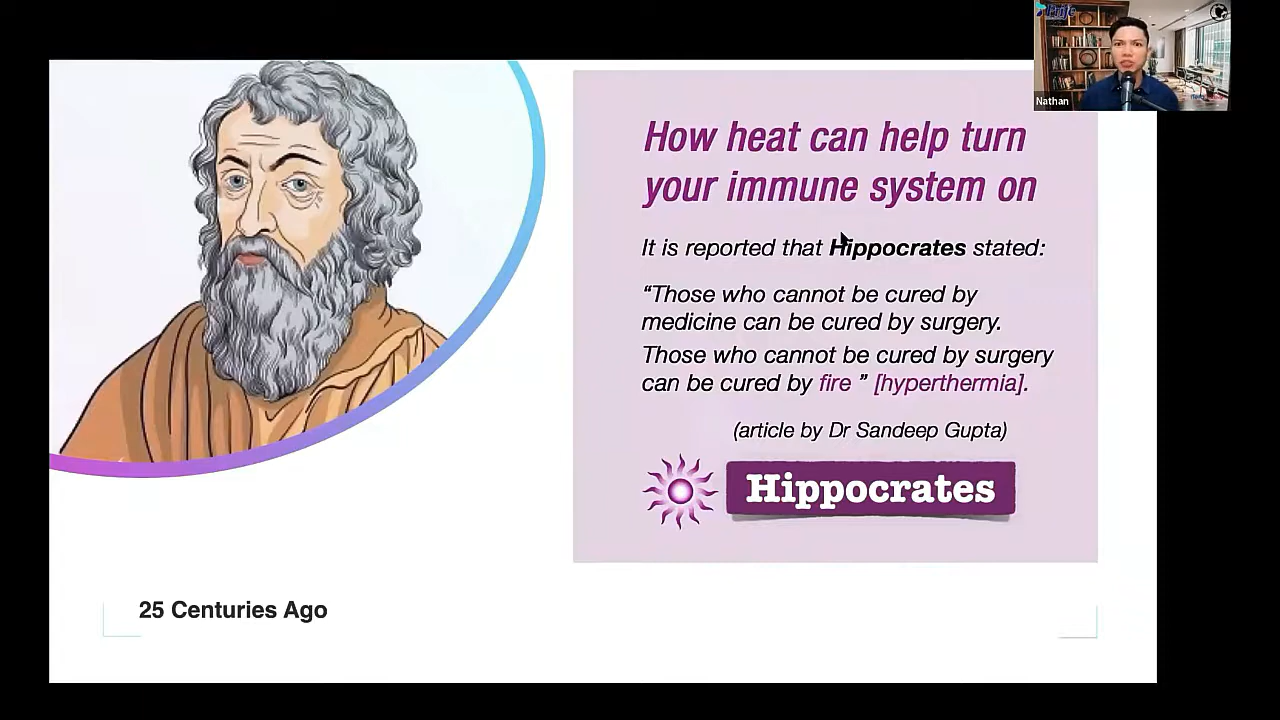 How heat can help turn
your immune system on
It is reported that Hippocrates stated:
“Those who cannot be cured by
medicine can be cured by surgery.
Those who cannot be cured by surgery
can be cured by fire ” [hyperthermia].
(article by Dr Sandeep Gupta)
Hippocrates
25 Centuries Ago
Nathan